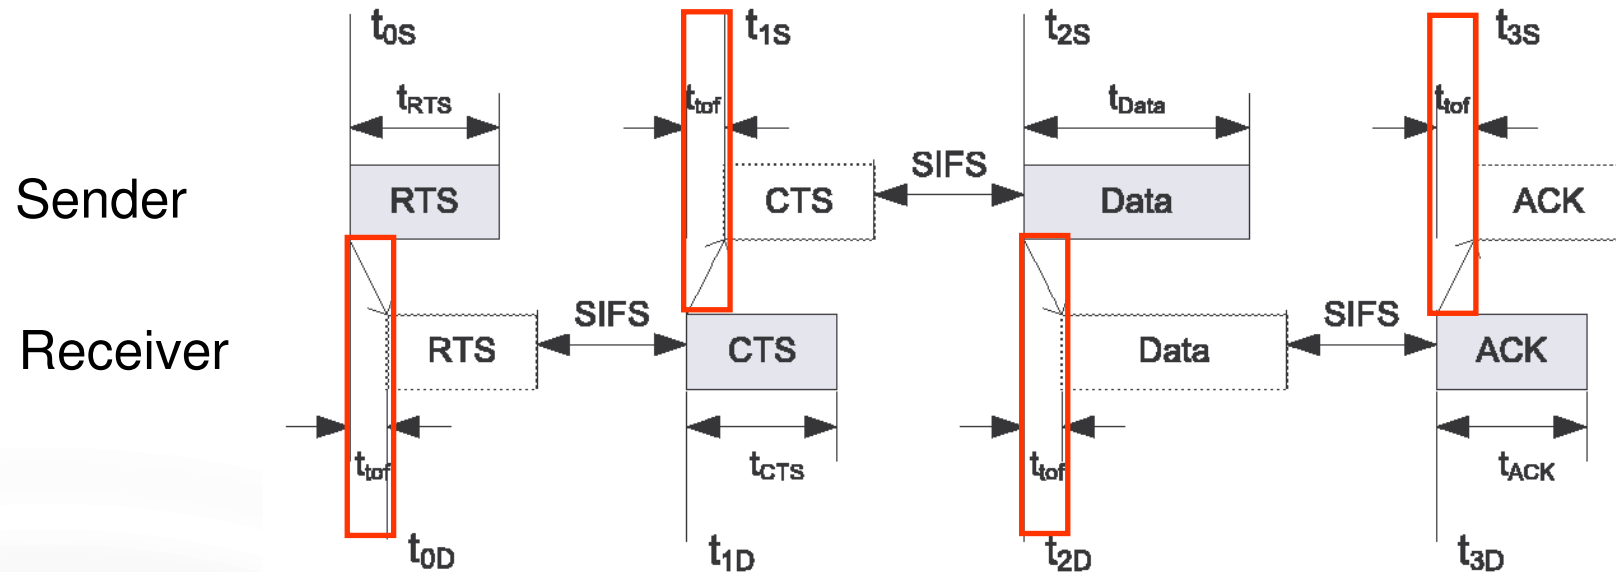 t0S t1S t2S t3S
tRTS ttof tData ttof
SIFS
Sender RTS CTS Data ACK
SIFS SIFS
Receiver RTS CTS Data ACK
ttof tCTS ttof tACK
t0D t1D t2D t3D